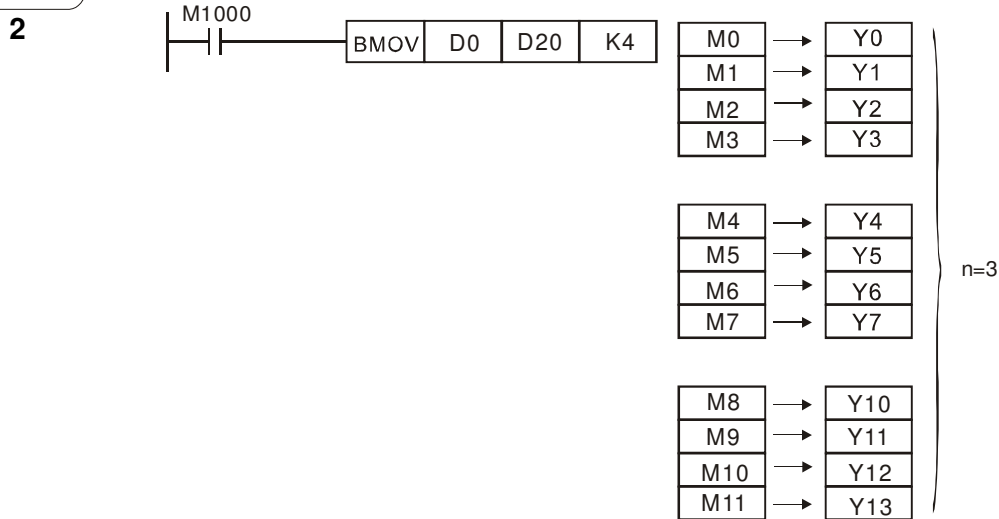 2
M1000
BMOV D0 D20 K4
M0 Y0
M1 Y1
M2 Y2
M3 Y3
M4 Y4
M5 Y5
M6 Y6
M7 Y7
n=3
M8 Y10
M9 Y11
M10 Y12
M11 Y13